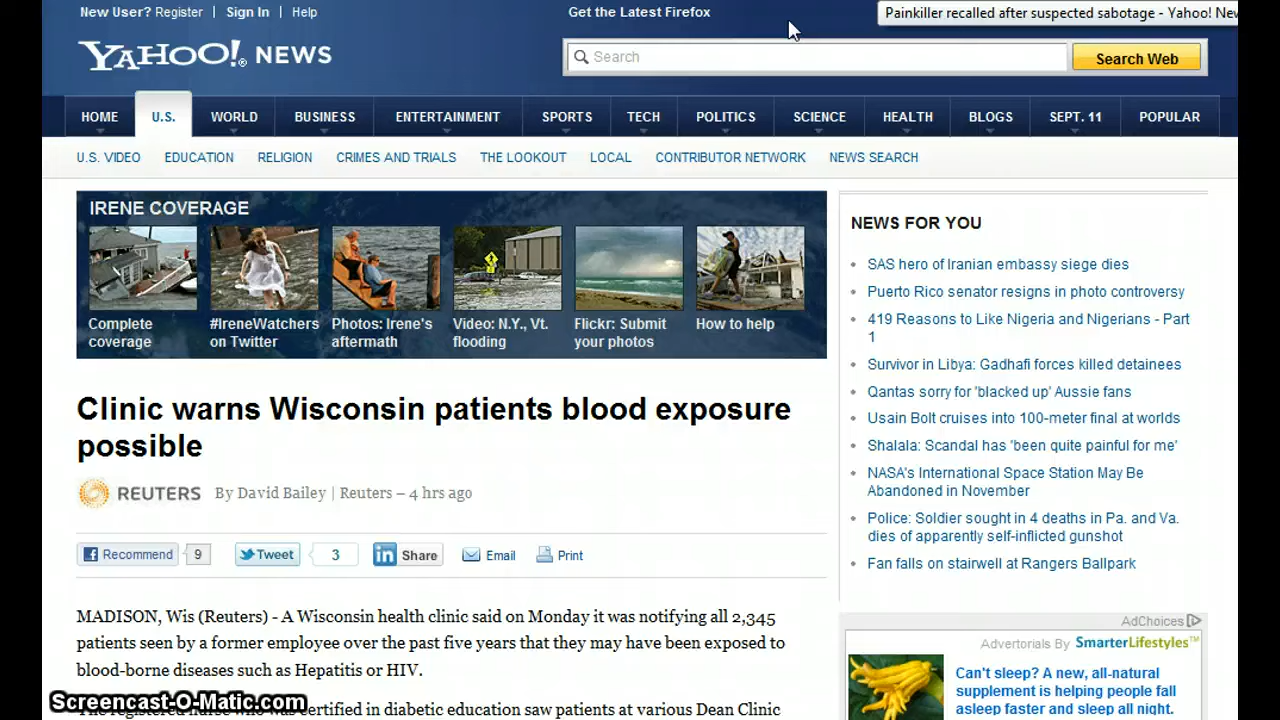 New User? Register | Sign In | Help
Get the Latest Firefox
Painkiller recalled after suspected sabotage - Yahoo! New
YAHOO!® NEWS
Search
Search Web
HOME
U.S.
WORLD
BUSINESS
ENTERTAINMENT
SPORTS
TECH
POLITICS
SCIENCE
HEALTH
BLOGS
SEPT. 11
POPULAR
U.S. VIDEO
EDUCATION
RELIGION
CRIMES AND TRIALS
THE LOOKOUT
LOCAL
CONTRIBUTOR NETWORK
NEWS SEARCH
IRENE COVERAGE
Complete
coverage
#IreneWatchers
on Twitter
Photos: Irene's
aftermath
Video: N.Y., Vt.
flooding
Flickr: Submit
your photos
How to help
Clinic warns Wisconsin patients blood exposure
possible
REUTERS By David Bailey | Reuters – 4 hrs ago
Recommend 9
Tweet 3
in Share
Email
Print
MADISON, Wis (Reuters) - A Wisconsin health clinic said on Monday it was notifying all 2,345
patients seen by a former employee over the past five years that they may have been exposed to
blood-borne diseases such as Hepatitis or HIV.
certified in diabetic education saw patients at various Dean Clinic
Screencast-O-Matic.com
NEWS FOR YOU
SAS hero of Iranian embassy siege dies
Puerto Rico senator resigns in photo controversy
419 Reasons to Like Nigeria and Nigerians - Part
1
Survivor in Libya: Gadhafi forces killed detainees
Qantas sorry for 'blacked up' Aussie fans
Usain Bolt cruises into 100-meter final at worlds
Shalala: Scandal has 'been quite painful for me'
NASA's International Space Station May Be
Abandoned in November
Police: Soldier sought in 4 deaths in Pa. and Va.
dies of apparently self-inflicted gunshot
Fan falls on stairwell at Rangers Ballpark
AdChoices
Advertorials By SmarterLifestyles™
Can't sleep? A new, all-natural
supplement is helping people fall
asleep faster and sleep all night.